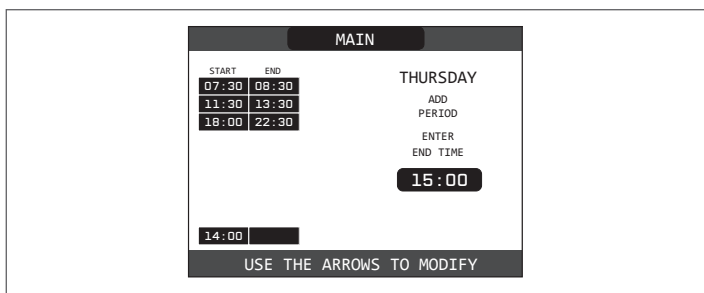 MAIN
START END
07:30 08:30
11:30 13:30
18:00 22:30
14:00
THURSDAY
ADD
PERIOD
ENTER
END TIME
15:00
USE THE ARROWS TO MODIFY